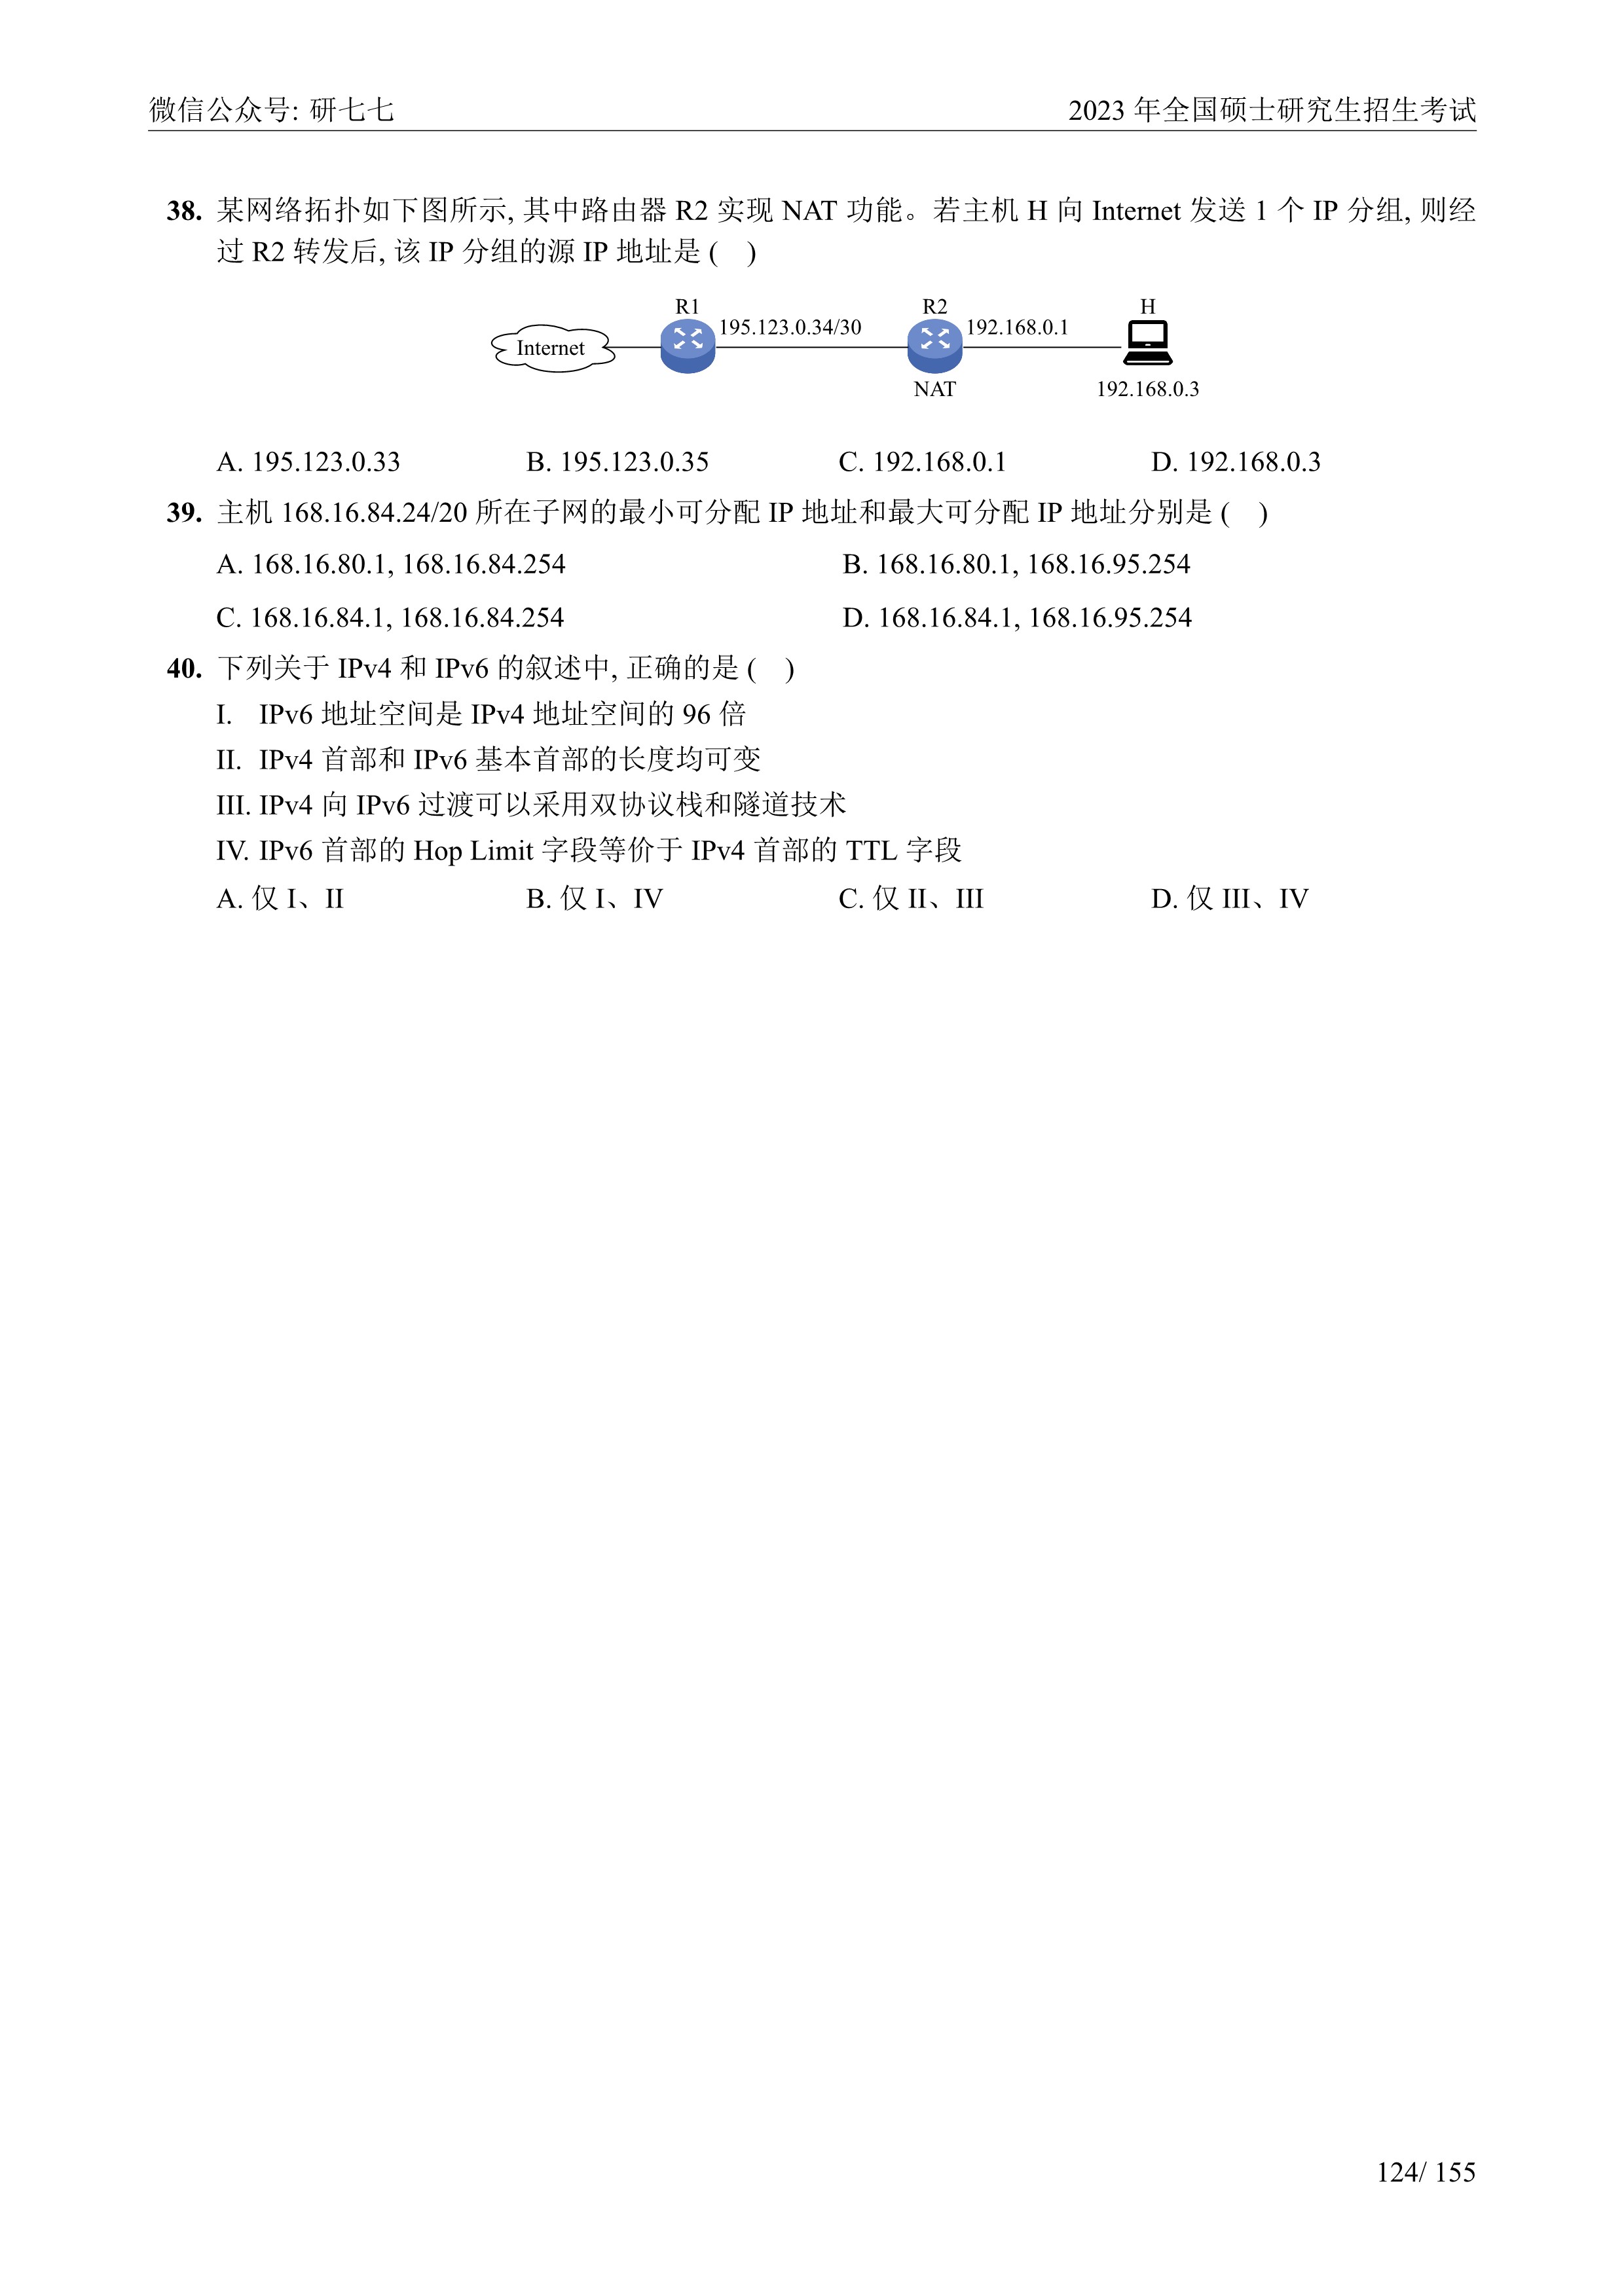 微信公众号: 研七七
2023 年全国硕士研究生招生考试
38. 某网络拓扑如下图所示, 其中路由器 R2 实现 NAT 功能。若主机 H 向 Internet 发送 1 个 IP 分组, 则经
过 R2 转发后, 该 IP 分组的源 IP 地址是 ( )
R1 R2 H
195.123.0.34/30 192.168.0.1
Internet
NAT 192.168.0.3
A. 195.123.0.33 B. 195.123.0.35 C. 192.168.0.1 D. 192.168.0.3
39. 主机 168.16.84.24/20 所在子网的最小可分配 IP 地址和最大可分配 IP 地址分别是 ( )
A. 168.16.80.1, 168.16.84.254 B. 168.16.80.1, 168.16.95.254
C. 168.16.84.1, 168.16.84.254 D. 168.16.84.1, 168.16.95.254
40. 下列关于 IPv4 和 IPv6 的叙述中, 正确的是 ( )
I. IPv6 地址空间是 IPv4 地址空间的 96 倍
II. IPv4 首部和 IPv6 基本首部的长度均可变
III. IPv4 向 IPv6 过渡可以采用双协议栈和隧道技术
IV. IPv6 首部的 Hop Limit 字段等价于 IPv4 首部的 TTL 字段
A. 仅 I、II B. 仅 I、IV C. 仅 II、III D. 仅 III、IV
124/ 155